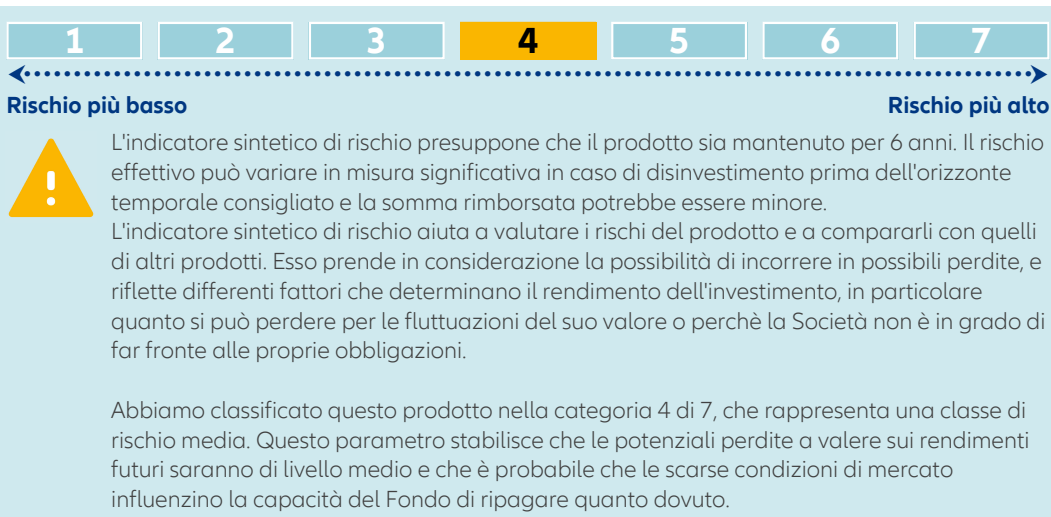 1 2 3 4 5 6 7
Rischio più basso Rischio più alto
L'indicatore sintetico di rischio presuppone che il prodotto sia mantenuto per 6 anni. Il rischio
effettivo può variare in misura significativa in caso di disinvestimento prima dell'orizzonte
temporale consigliato e la somma rimborsata potrebbe essere minore.
L'indicatore sintetico di rischio aiuta a valutare i rischi del prodotto e a compararli con quelli
di altri prodotti. Esso prende in considerazione la possibilità di incorrere in possibili perdite, e
riflette differenti fattori che determinano il rendimento dell'investimento, in particolare
quanto si può perdere per le fluttuazioni del suo valore o perchè la Società non è in grado di
far fronte alle proprie obbligazioni.
Abbiamo classificato questo prodotto nella categoria 4 di 7, che rappresenta una classe di
rischio media. Questo parametro stabilisce che le potenziali perdite a valere sui rendimenti
futuri saranno di livello medio e che è probabile che le scarse condizioni di mercato
influenzino la capacità del Fondo di ripagare quanto dovuto.